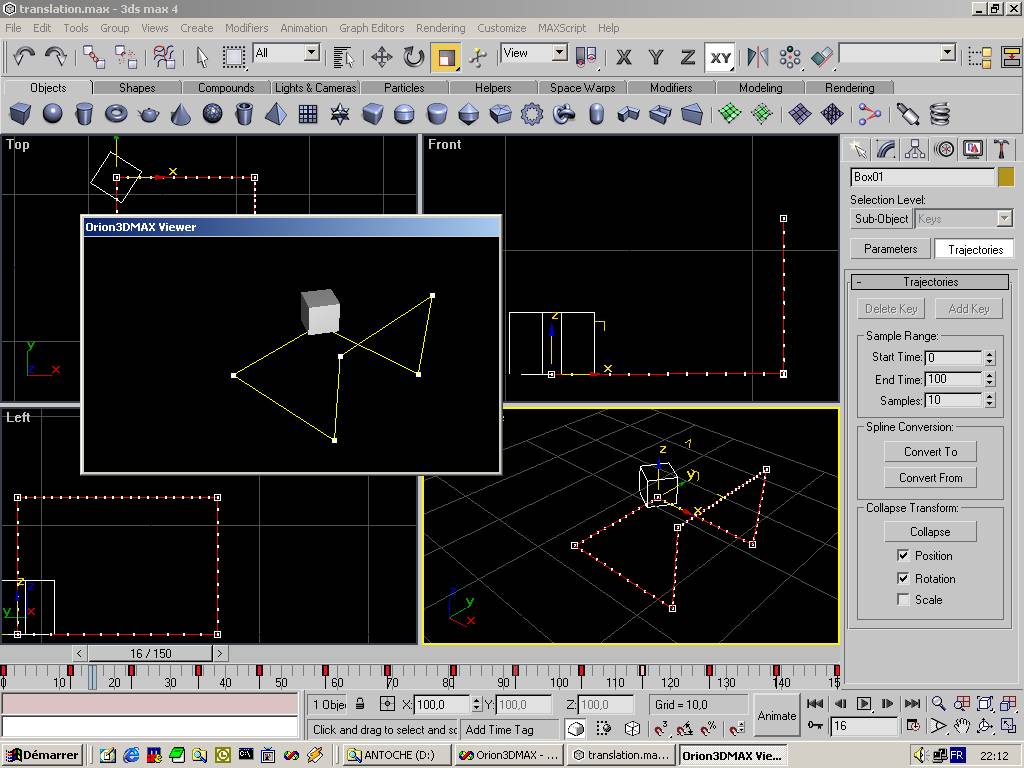 translation.max - 3ds max 4
File Edit Tools Group Views Create Modifiers Animation Graph Editors Rendering Customize MAXScript Help
All View X Y Z XY
Objects Shapes Compounds Lights & Cameras Particles Helpers Space Warps Modifiers Modeling Rendering
Top
Front
Left
x
y
z x
Orion3DMAX Viewer
z
x
z
y
x
z
y
x
z
y x
Box01
Selection Level:
Sub-Object Keys
Parameters Trajectories
- Trajectories
Delete Key Add Key
Sample Range:
Start Time: 0
End Time: 100
Samples: 10
Spline Conversion:
Convert To
Convert From
Collapse Transform:
Collapse
Position
Rotation
Scale
< 16 / 150 >
0 10 20 30 40 50 60 70 80 90 100 110 120 130 140 15
1 Obje X: 100,0 Y: 100,0 Z: 100,0 Grid = 10,0
Animate
Click and drag to select and sc Add Time Tag
16
Démarrer ANTOCHE (D:) Orion3DMAX - ... translation.ma... Orion3DMAX Vie... FR 22:12